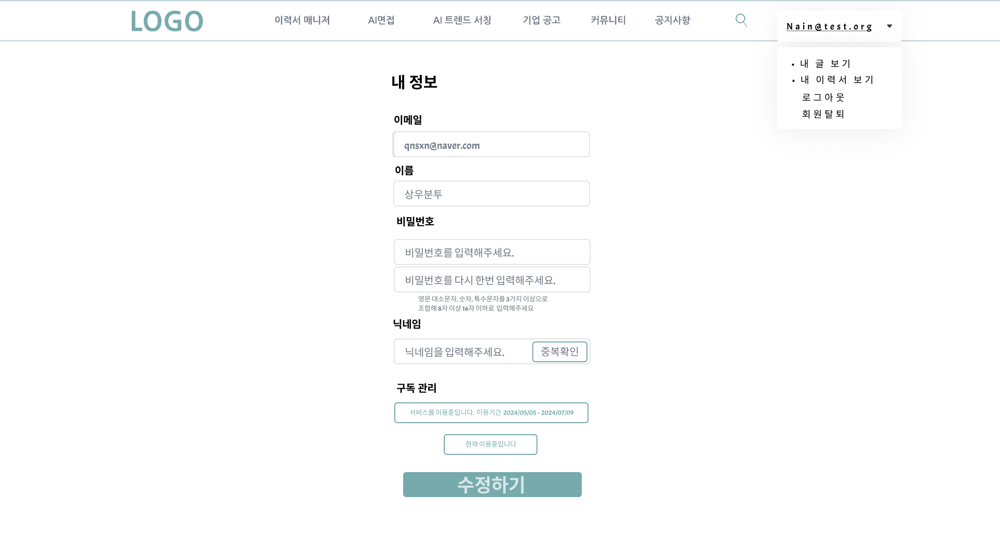 LOGO
이력서 매니저
AI면접
AI 트렌드 서칭
기업 공고
커뮤니티
공지사항
Nain@test.org
• 내 글 보기
• 내 이력서 보기
로그아웃
회원탈퇴
내 정보
이메일
qnsxn@naver.com
이름
상우분투
비밀번호
비밀번호를 입력해주세요.
비밀번호를 다시 한번 입력해주세요.
영문 대소문자, 숫자, 특수문자를 3가지 이상으로
조합해 8자 이상 16자 이하로 입력해주세요
닉네임
닉네임을 입력해주세요.
중복확인
구독 관리
서비스를 이용중입니다. 이용기간 2024/05/05 - 2024/07/09
현재 이용중입니다
수정하기